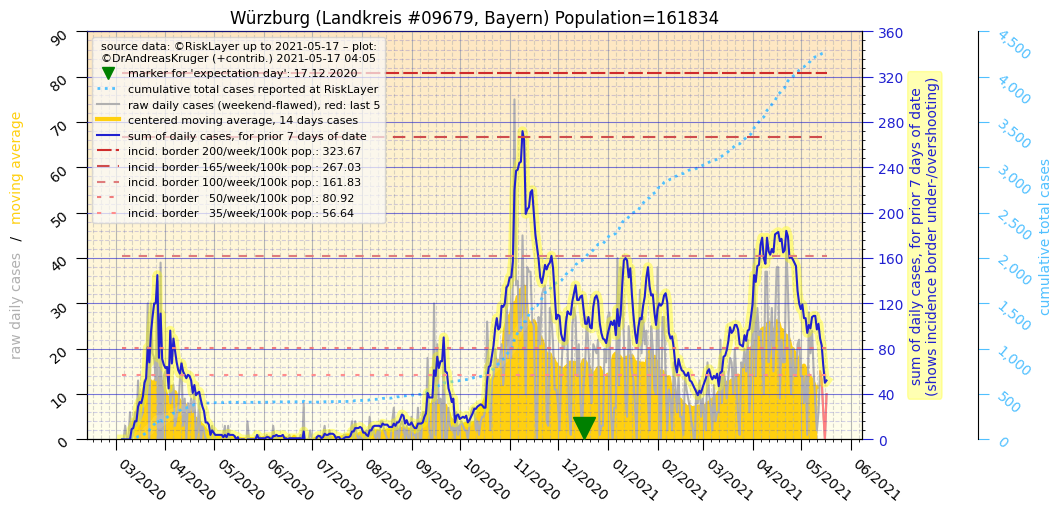 Würzburg (Landkreis #09679, Bayern) Population=161834
source data: ©RiskLayer up to 2021-05-17 – plot:
©DrAndreasKruger (+contrib.) 2021-05-17 04:05
marker for 'expectation day': 17.12.2020
cumulative total cases reported at RiskLayer
raw daily cases (weekend-flawed), red: last 5
centered moving average, 14 days cases
sum of daily cases, for prior 7 days of date
incid. border 200/week/100k pop.: 323.67
incid. border 165/week/100k pop.: 267.03
incid. border 100/week/100k pop.: 161.83
incid. border   50/week/100k pop.: 80.92
incid. border   35/week/100k pop.: 56.64
raw daily cases  /  moving average
90
80
70
60
50
40
30
20
10
0
03/2020
04/2020
05/2020
06/2020
07/2020
08/2020
09/2020
10/2020
11/2020
12/2020
01/2021
02/2021
03/2021
04/2021
05/2021
06/2021
360
320
280
240
200
160
120
80
40
0
sum of daily cases, for prior 7 days of date
(shows incidence border under-/overshooting)
4,500
4,000
3,500
3,000
2,500
2,000
1,500
1,000
500
0
cumulative total cases